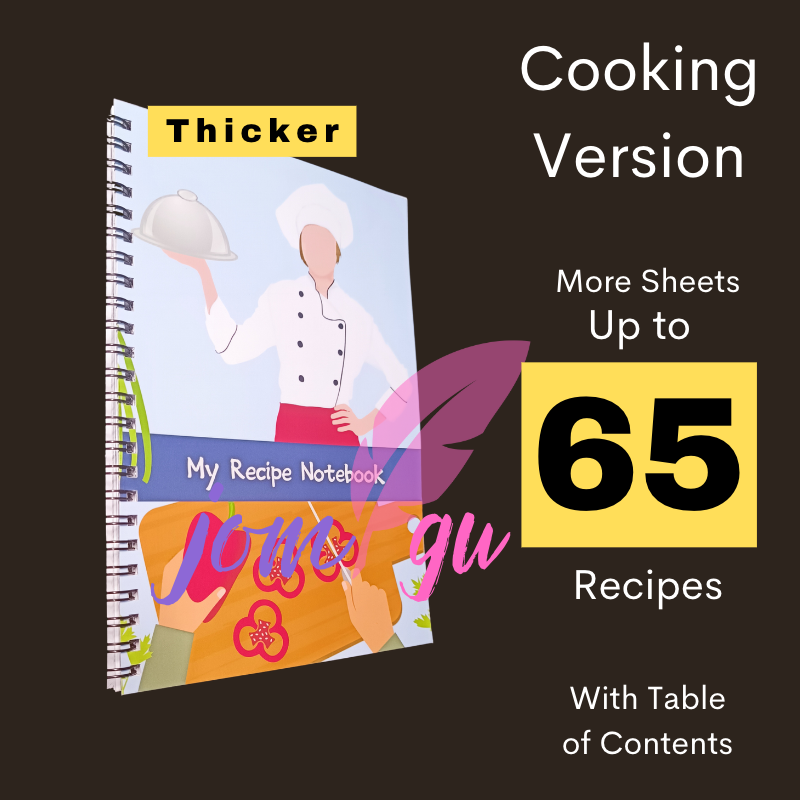 Cooking
Version
Thicker
More Sheets
Up to
65
Recipes
My Recipe Notebook
jom gu
With Table
of Contents